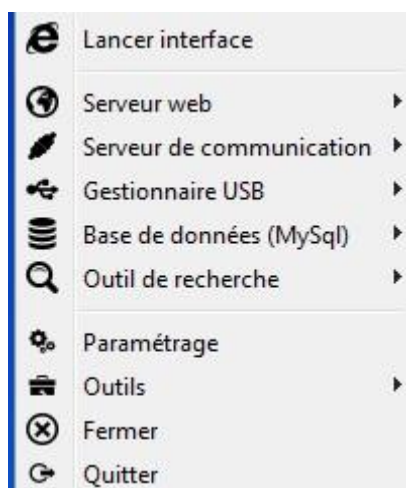 Lancer interface
Serveur web
Serveur de communication
Gestionnaire USB
Base de données (MySql)
Outil de recherche
Paramétrage
Outils
Fermer
Quitter